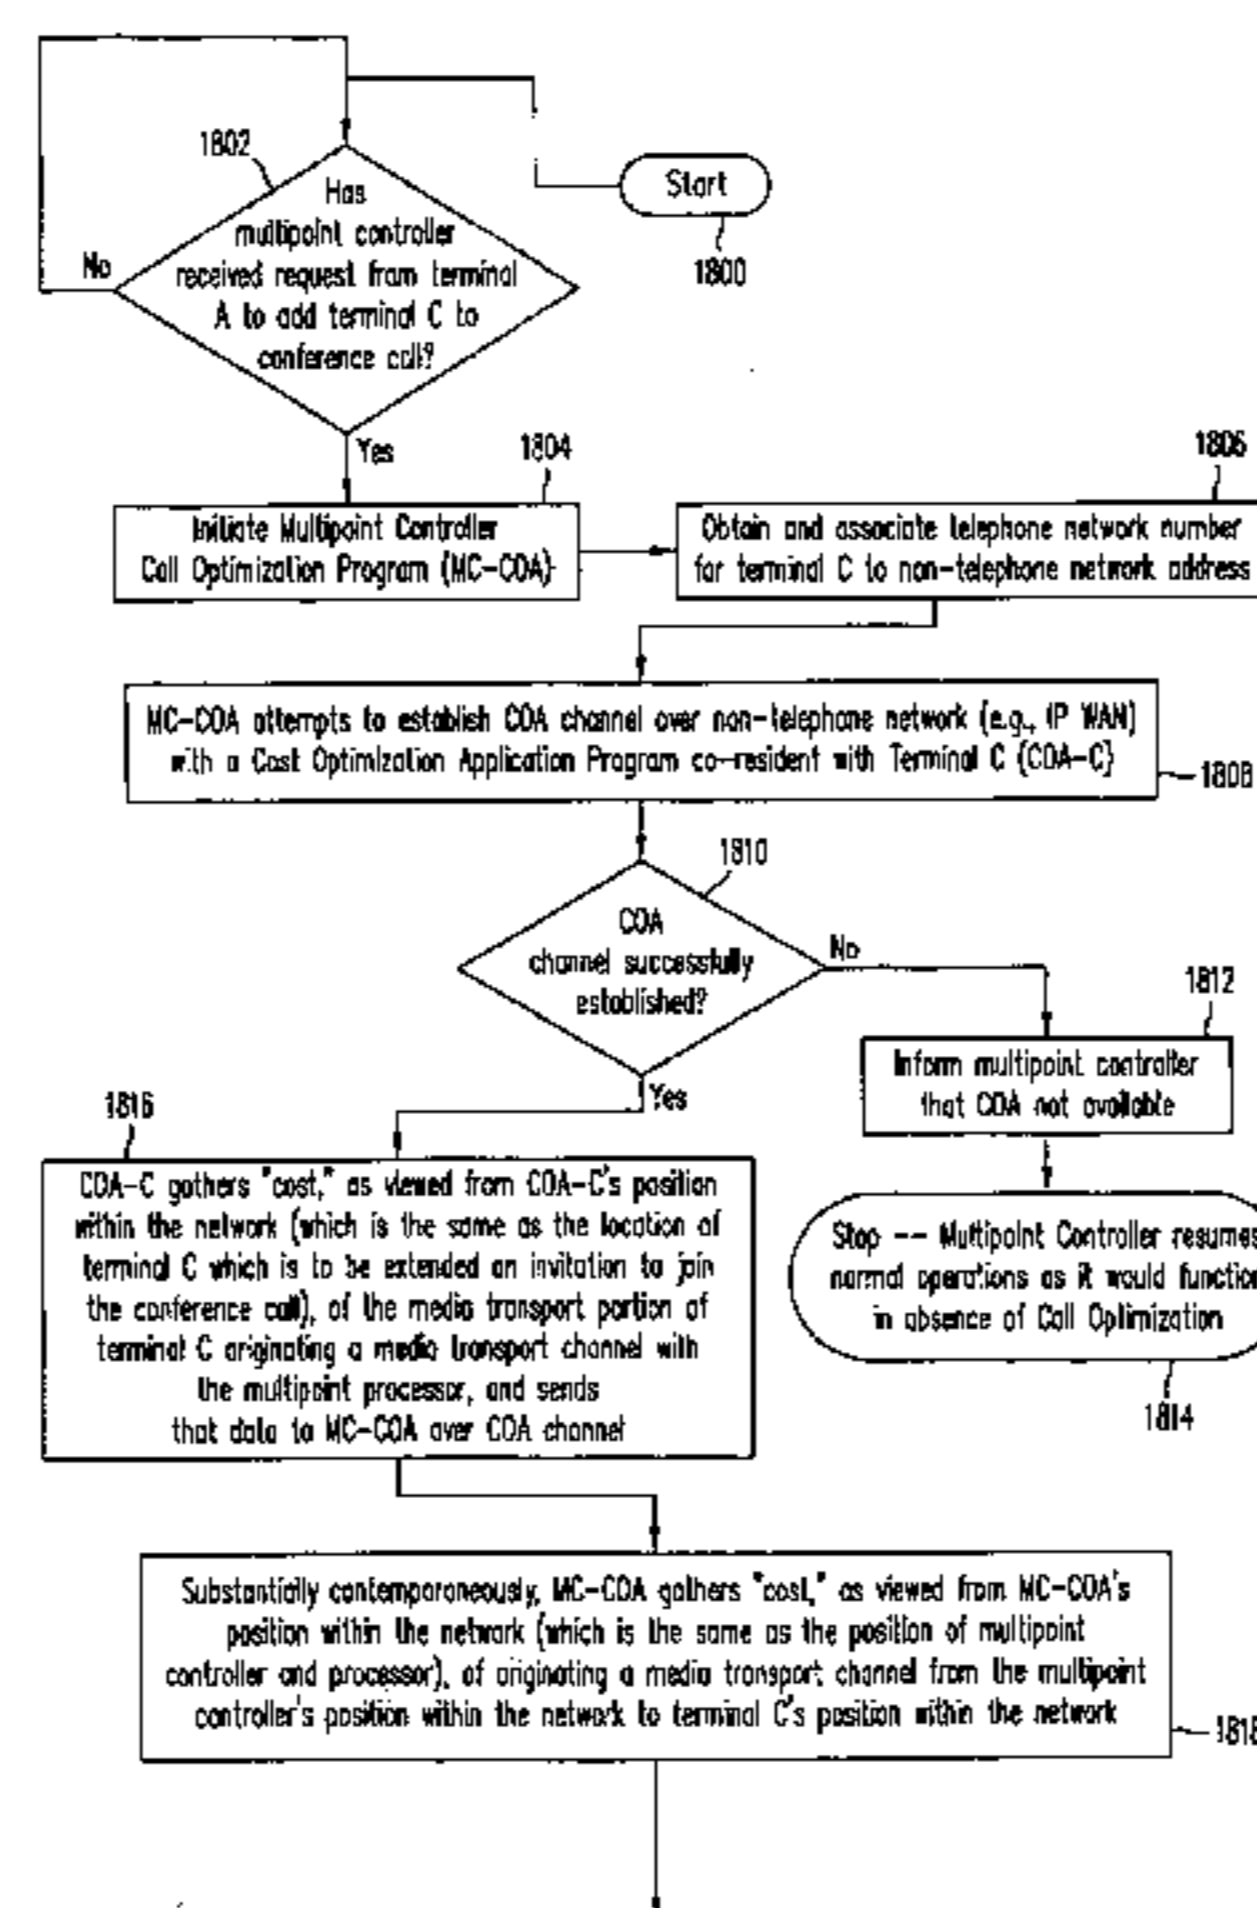 1802
Has
multipoint controller
received request from terminal
A to add terminal C to
conference call?
No
Start
1800
Yes
1804
Initiate Multipoint Controller
Call Optimization Program (MC-COA)
1806
Obtain and associate telephone network number
for terminal C to non-telephone network address
MC-COA attempts to establish COA channel over non-telephone network (e.g., IP WAN)
with a Cost Optimization Application Program co-resident with Terminal C (COA-C)
1808
1810
COA
channel successfully
established?
No
Yes
1812
Inform multipoint controller
that COA not available
Stop -- Multipoint Controller resumes
normal operations as it would function
in absence of Call Optimization
1814
1816
COA-C gathers "cost," as viewed from COA-C's position
within the network (which is the same as the location of
terminal C which is to be extended an invitation to join
the conference call), of the media transport portion of
terminal C originating a media transport channel with
the multipoint processor, and sends
that data to MC-COA over COA channel
Substantially contemporaneously, MC-COA gathers "cost," as viewed from MC-COA's
position within the network (which is the same as the position of multipoint
controller and processor), of originating a media transport channel from the multipoint
controller's position within the network to terminal C's position within the network
1818